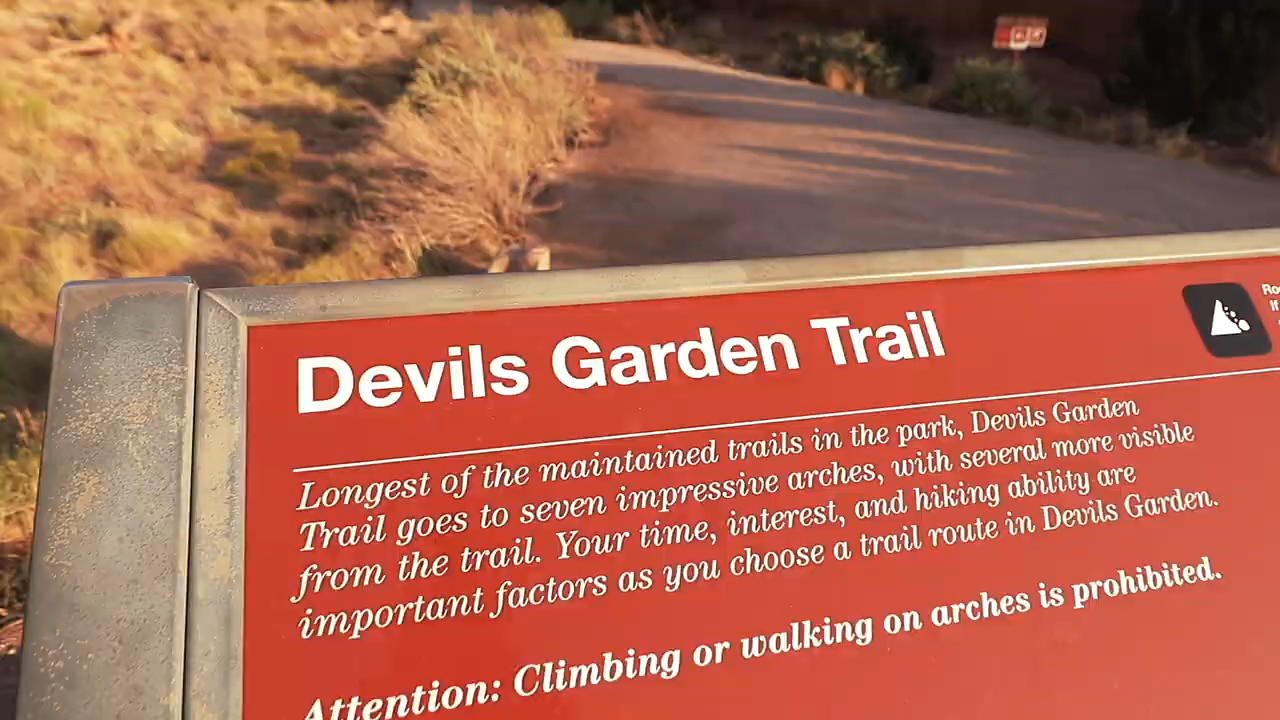 Devils Garden Trail
Longest of the maintained trails in the park, Devils Garden
Trail goes to seven impressive arches, with several more visible
from the trail. Your time, interest, and hiking ability are
important factors as you choose a trail route in Devils Garden.
Attention: Climbing or walking on arches is prohibited.
If